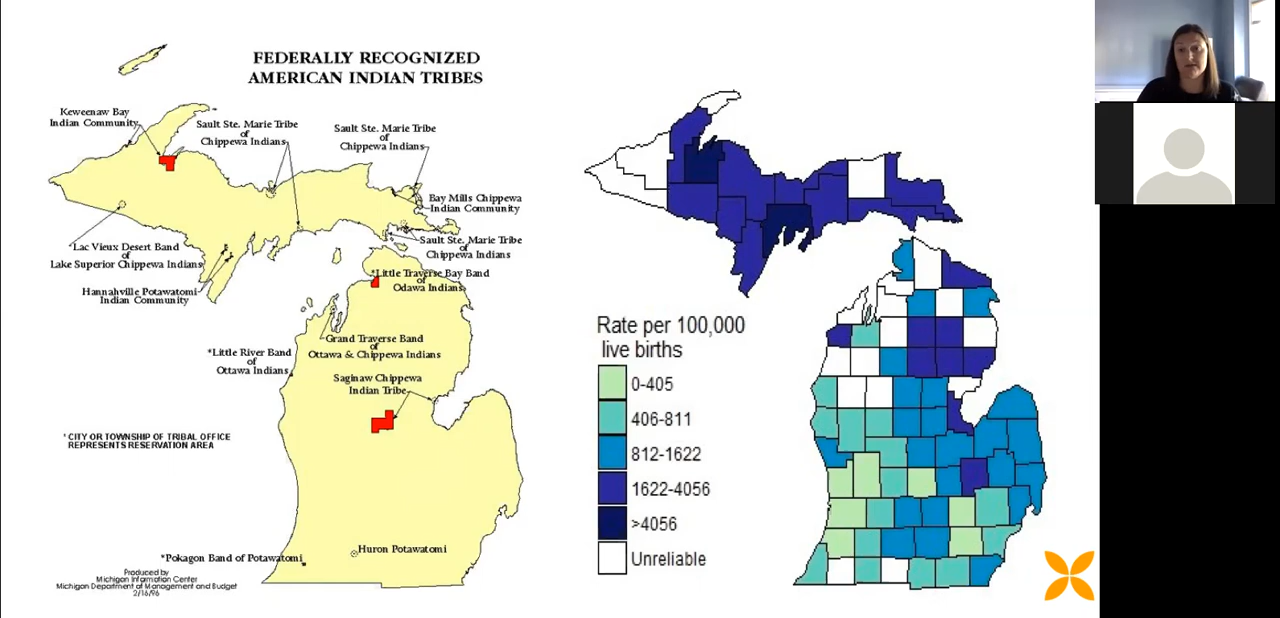 FEDERALLY RECOGNIZED
AMERICAN INDIAN TRIBES
Keweenaw Bay
Indian Community
Sault Ste. Marie Tribe
of
Chippewa Indians
Sault Ste. Marie Tribe
of
Chippewa Indians
Bay Mills Chippewa
Indian Community
*Lac Vieux Desert Band
of
Lake Superior Chippewa Indians
Sault Ste. Marie Tribe
of
Chippewa Indians
Hannahville Potawatomi
Indian Community
*Little Traverse Bay Band
of
Odawa Indians
Grand Traverse Band
of
Ottawa & Chippewa Indians
*Little River Band
of
Ottawa Indians
Saginaw Chippewa
Indian Tribe
* CITY OR TOWNSHIP OF TRIBAL OFFICE
REPRESENTS RESERVATION AREA
*Pokagon Band of Potawatomi
Huron Potawatomi
Produced by
Michigan Information Center
Michigan Department of Management and Budget
2/16/96
Rate per 100,000
live births
0-405
406-811
812-1622
1622-4056
>4056
Unreliable